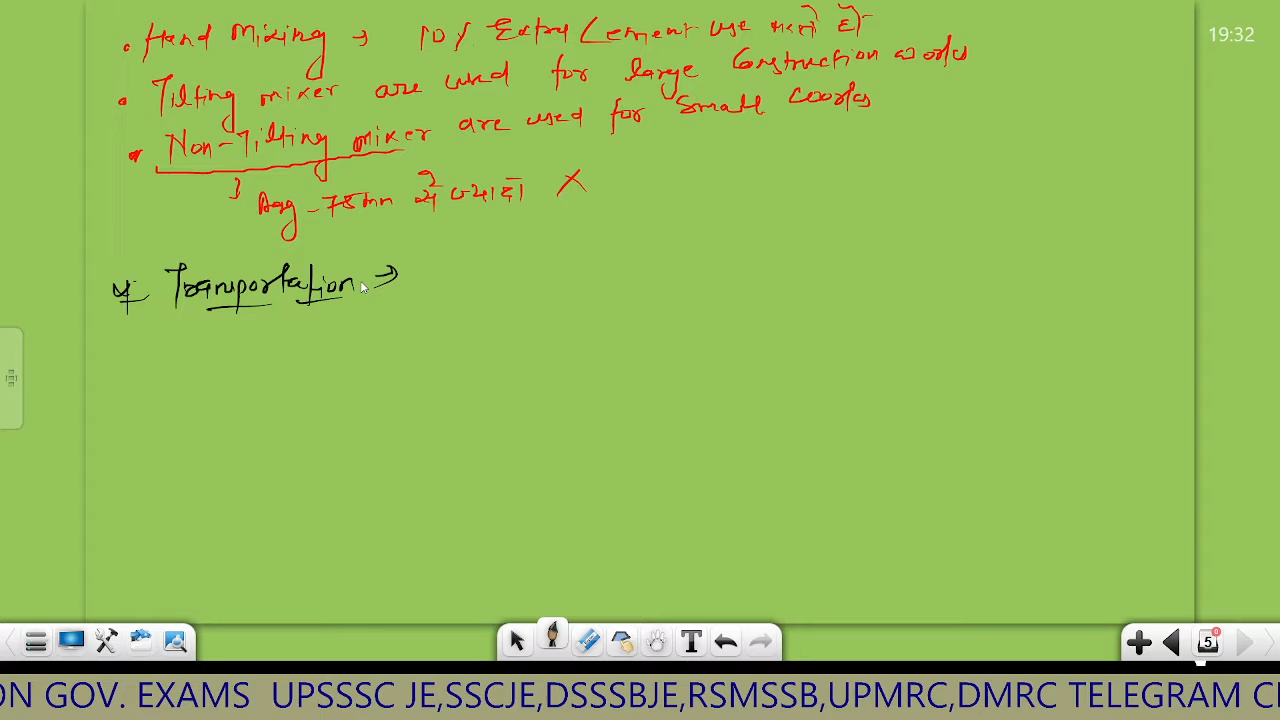 • Hand Mixing → 10% Extra Cement use करते है
19:32
• Tilting mixer are used for large Construction works
• Non-Tilting mixer are used for Small works
→ Agg - 75mm से ज्यादा X
* Transportation →
T
5
ON GOV. EXAMS UPSSSC JE,SSCJE,DSSSBJE,RSMSSB,UPMRC,DMRC TELEGRAM C